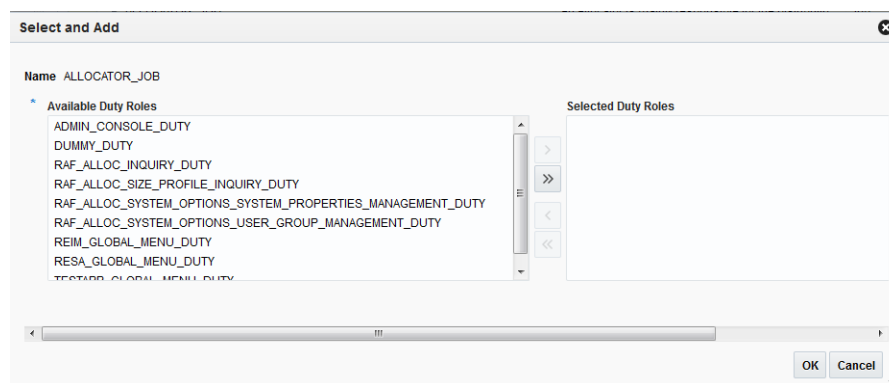 Select and Add
Name ALLOCATOR_JOB
* Available Duty Roles
Selected Duty Roles
ADMIN_CONSOLE_DUTY
DUMMY_DUTY
RAF_ALLOC_INQUIRY_DUTY
RAF_ALLOC_SIZE_PROFILE_INQUIRY_DUTY
RAF_ALLOC_SYSTEM_OPTIONS_SYSTEM_PROPERTIES_MANAGEMENT_DUTY
RAF_ALLOC_SYSTEM_OPTIONS_USER_GROUP_MANAGEMENT_DUTY
REIM_GLOBAL_MENU_DUTY
RESA_GLOBAL_MENU_DUTY
TESTAPP_GLOBAL_MENU_DUTY
OK Cancel